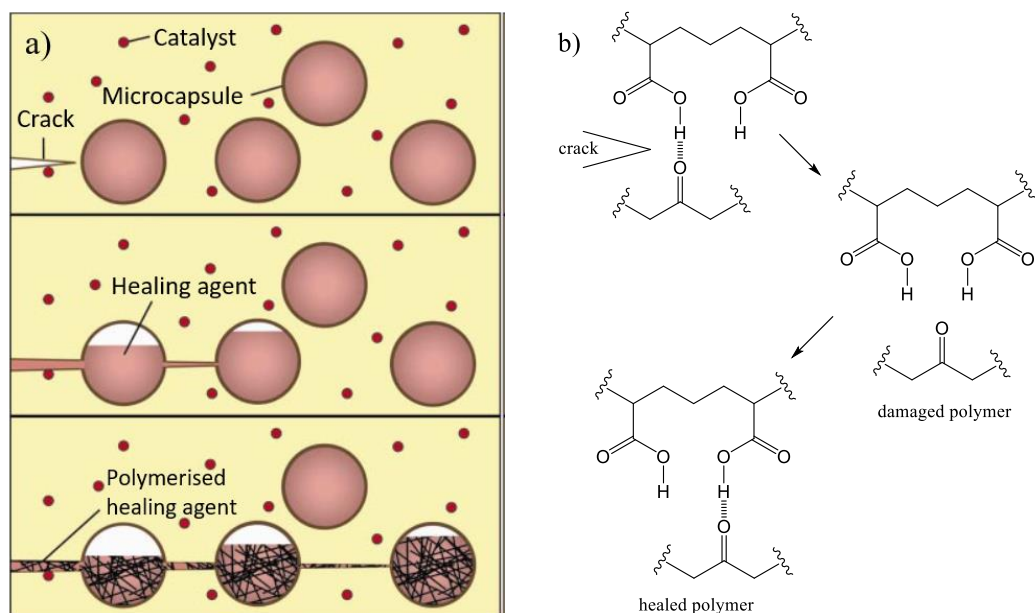 a)
Catalyst
Microcapsule
Crack
Healing agent
Polymerised
healing agent
b)
O
O
H
O
H
O
crack
O
O
O
H
O
H
O
O
damaged polymer
O
O
H
O
H
O
O
healed polymer